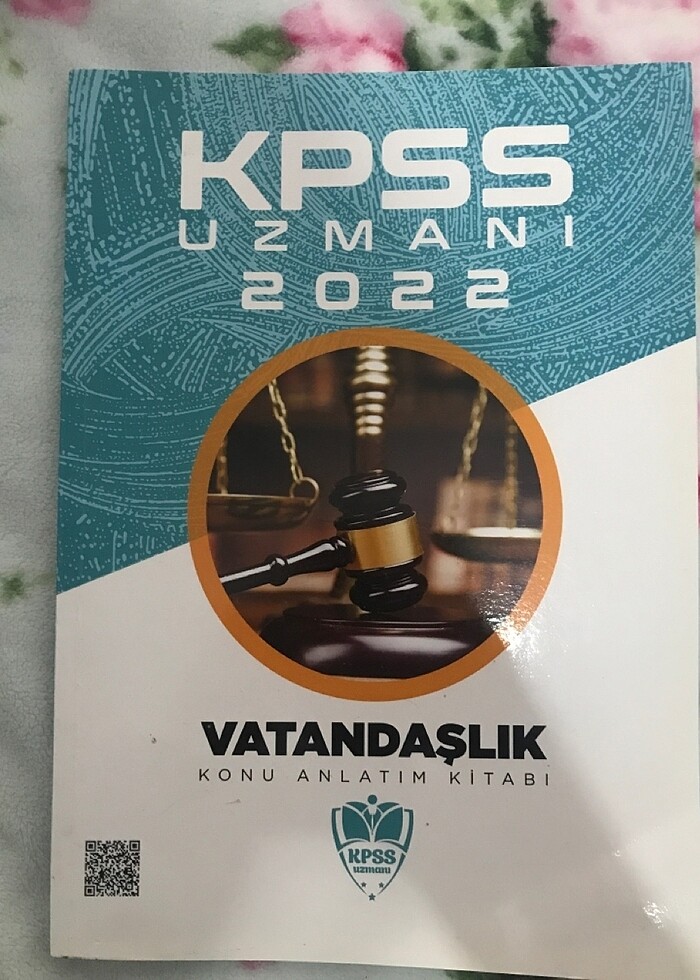 KPSS
UZMANI
2022
VATANDAŞLIK
KONU ANLATIM KİTABI
KPSS
uzmanı